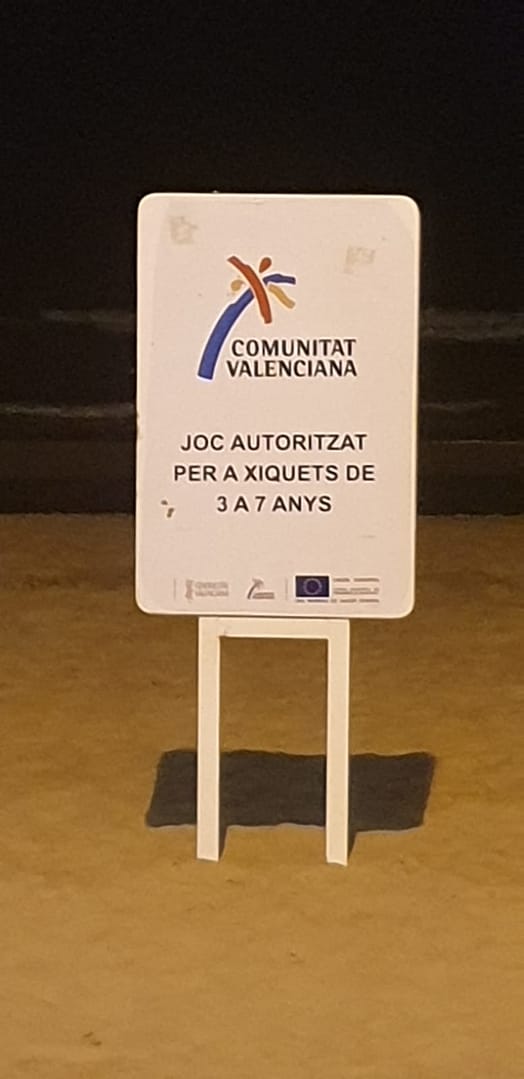 COMUNITAT
VALENCIANA
JOC AUTORITZAT
PER A XIQUETS DE
3 A 7 ANYS